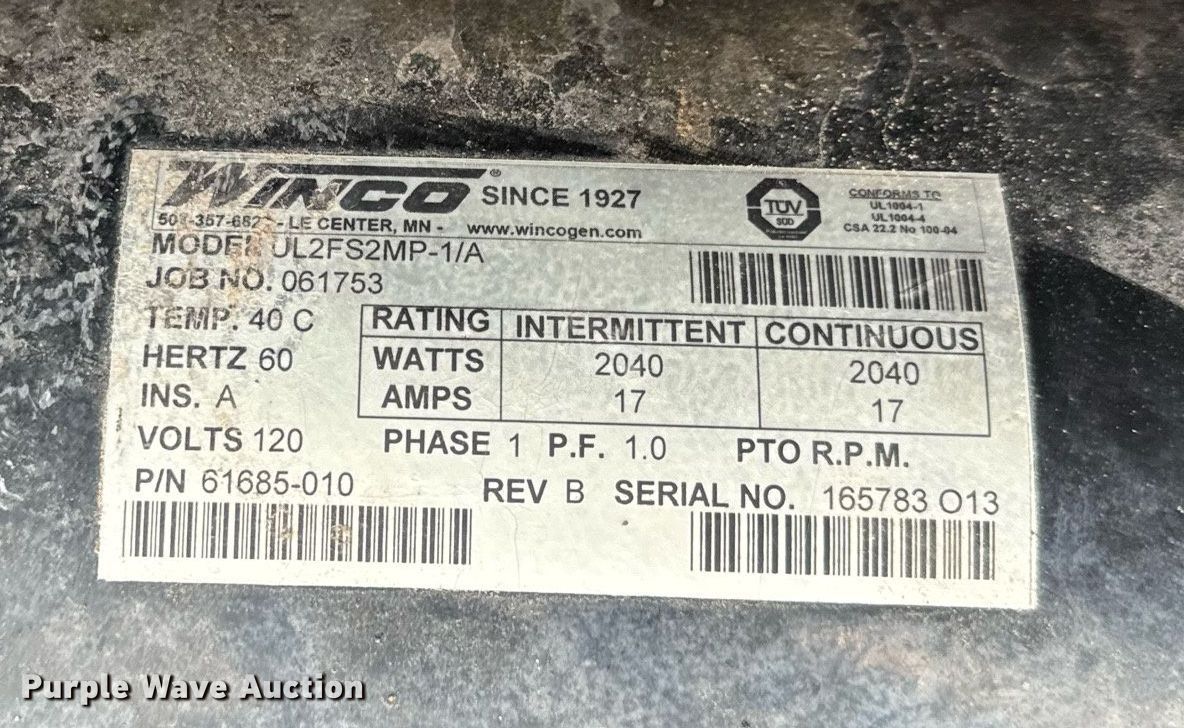 WINCO® SINCE 1927
- LE CENTER, MN - www.wincogen.com
TÜV
SÜD
CONFORMS TO
UL1004-1
UL1004-4
CSA 22.2 No 100-04
MODEL UL2FS2MP-1/A
JOB NO. 061753
TEMP. 40 C
HERTZ 60
INS. A
RATING INTERMITTENT CONTINUOUS
WATTS 2040 2040
AMPS 17 17
VOLTS 120 PHASE 1 P.F. 1.0 PTO R.P.M.
P/N 61685-010 REV B SERIAL NO. 165783 O13
Purple Wave Auction